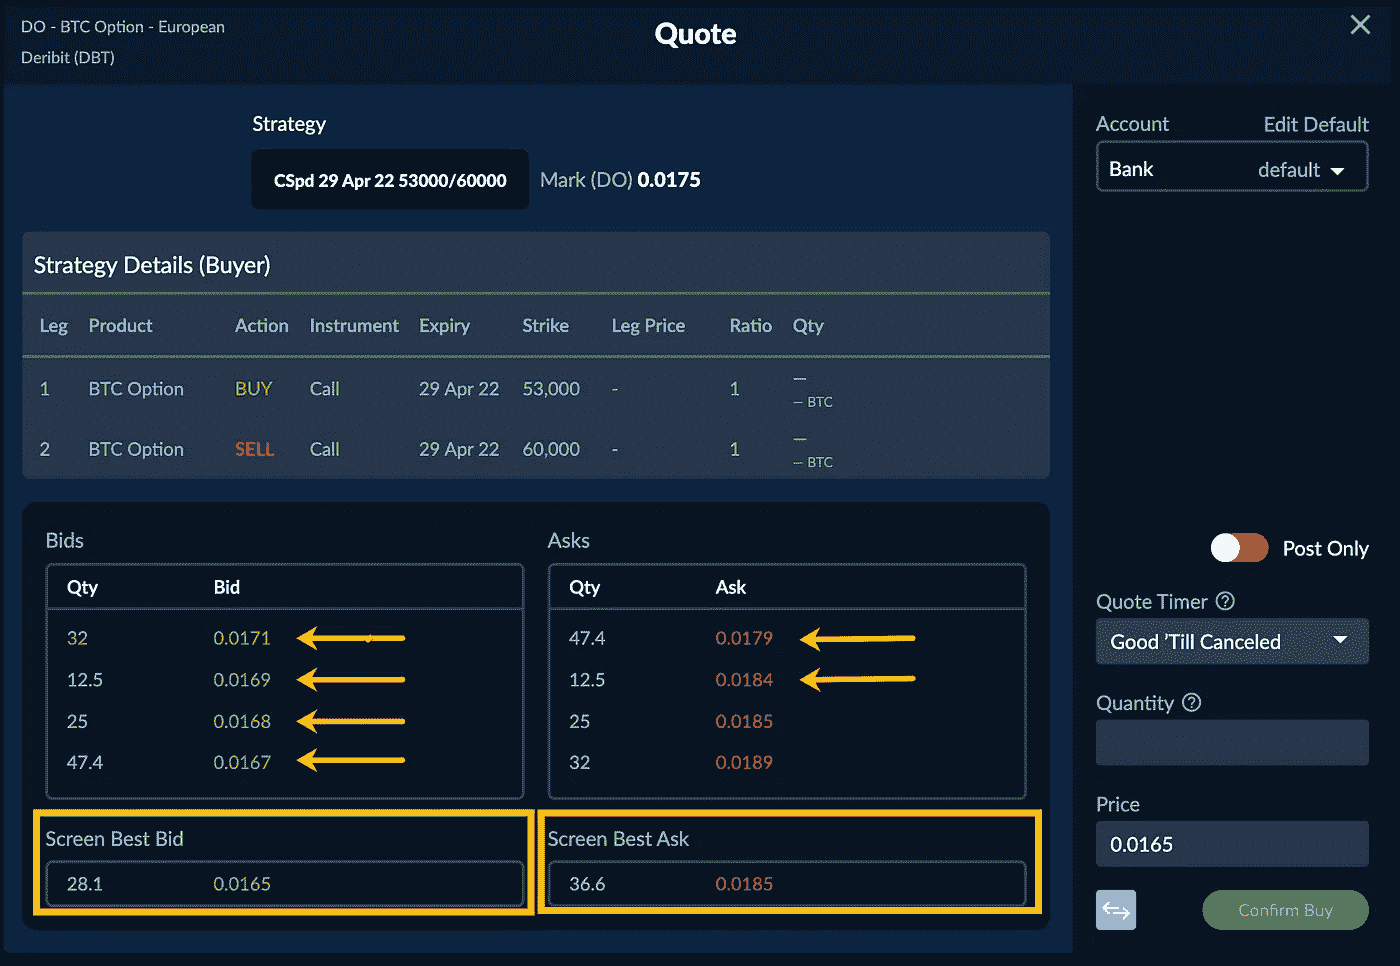 DO - BTC Option - European
Deribit (DBT)
Quote
Strategy
CSpd 29 Apr 22 53000/60000 Mark (DO) 0.0175
Strategy Details (Buyer)
Leg Product Action Instrument Expiry Strike Leg Price Ratio Qty
1 BTC Option BUY Call 29 Apr 22 53,000 - 1 –
– BTC
2 BTC Option SELL Call 29 Apr 22 60,000 - 1 –
– BTC
Bids
Qty Bid
32 0.0171
12.5 0.0169
25 0.0168
47.4 0.0167
Screen Best Bid
28.1 0.0165
Asks
Qty Ask
47.4 0.0179
12.5 0.0184
25 0.0185
32 0.0189
Screen Best Ask
36.6 0.0185
Account Edit Default
Bank default
Post Only
Quote Timer ?
Good ’Till Canceled
Quantity ?
Price
0.0165
Confirm Buy